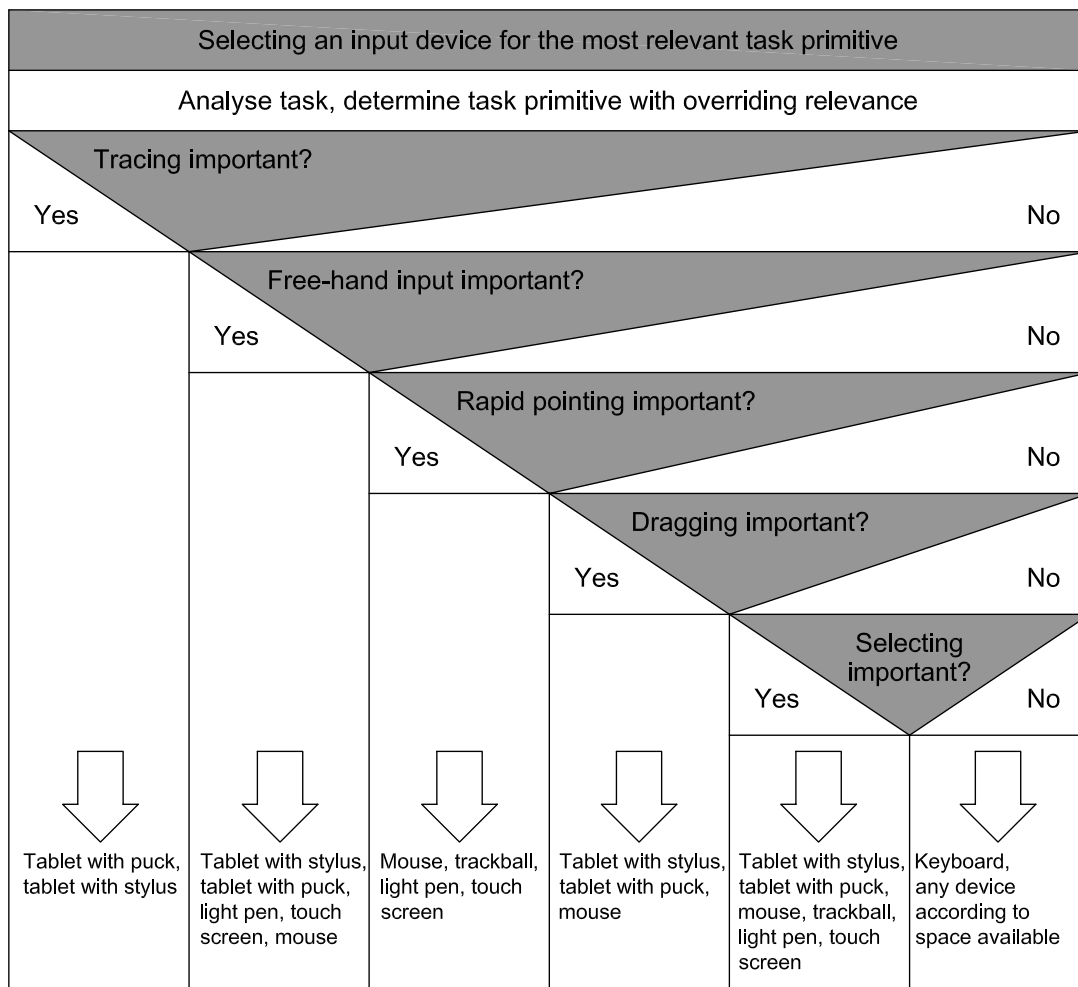 Selecting an input device for the most relevant task primitive
Analyse task, determine task primitive with overriding relevance
Tracing important?
Yes
No
Free-hand input important?
Yes
No
Rapid pointing important?
Yes
No
Dragging important?
Yes
No
Selecting
important?
Yes
No
Tablet with puck,
tablet with stylus
Tablet with stylus,
tablet with puck,
light pen, touch
screen, mouse
Mouse, trackball,
light pen, touch
screen
Tablet with stylus,
tablet with puck,
mouse
Tablet with stylus,
tablet with puck,
mouse, trackball,
light pen, touch
screen
Keyboard,
any device
according to
space available